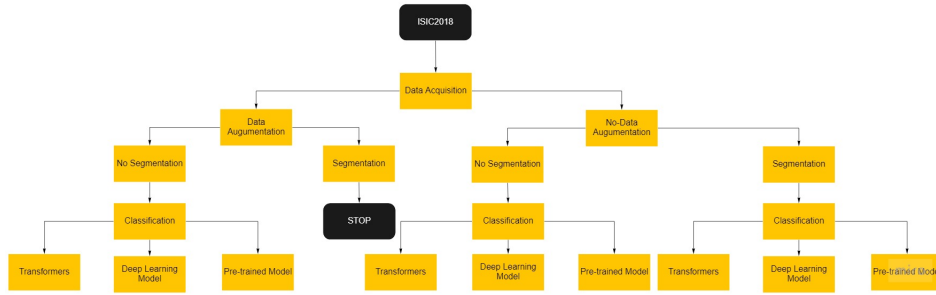 ISIC2018
Data Acquisition
Data
Augumentation
No-Data
Augumentation
No Segmentation
Segmentation
No Segmentation
Segmentation
Classification
STOP
Classification
Classification
Transformers
Deep Learning
Model
Pre-trained Model
Transformers
Deep Learning
Model
Pre-trained Model
Transformers
Deep Learning
Model
Pre-trained Model